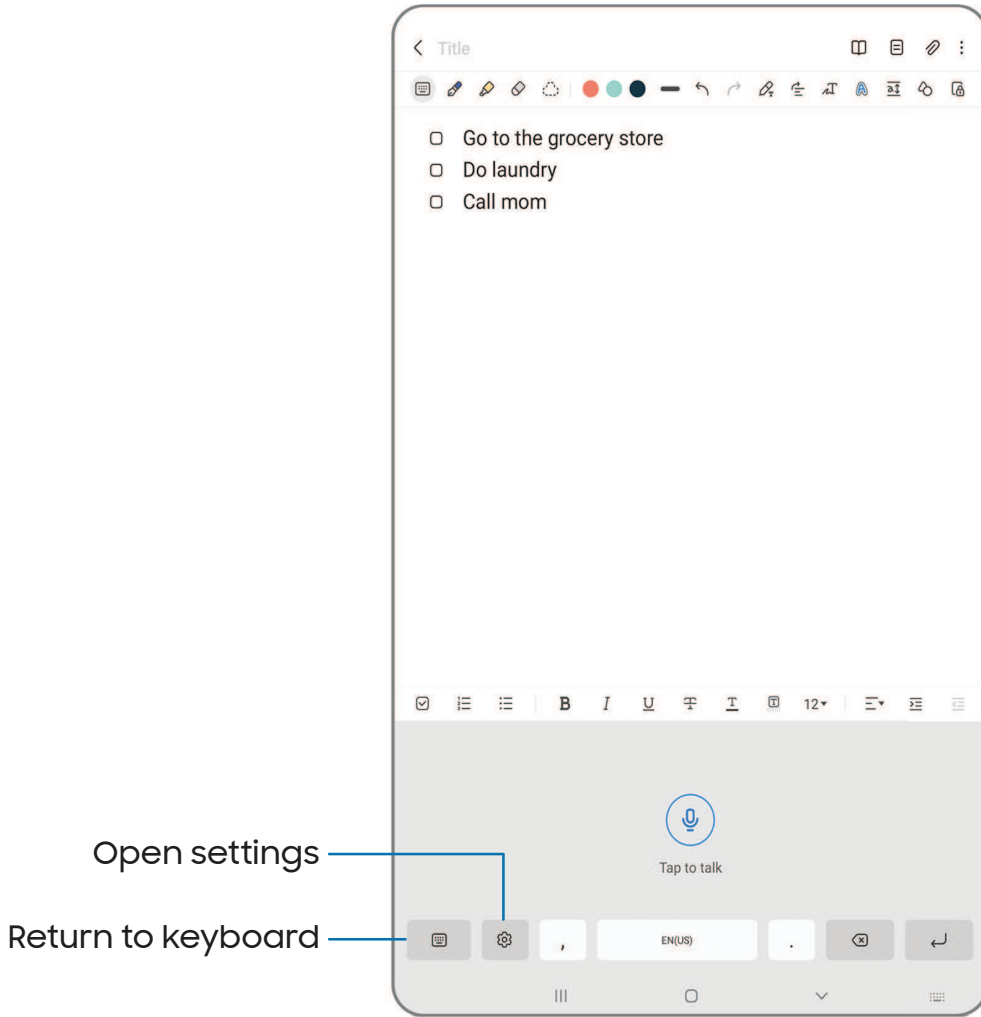 Title
Go to the grocery store
Do laundry
Call mom
B I U T T T 12
Tap to talk
Open settings
Return to keyboard
, EN(US) .